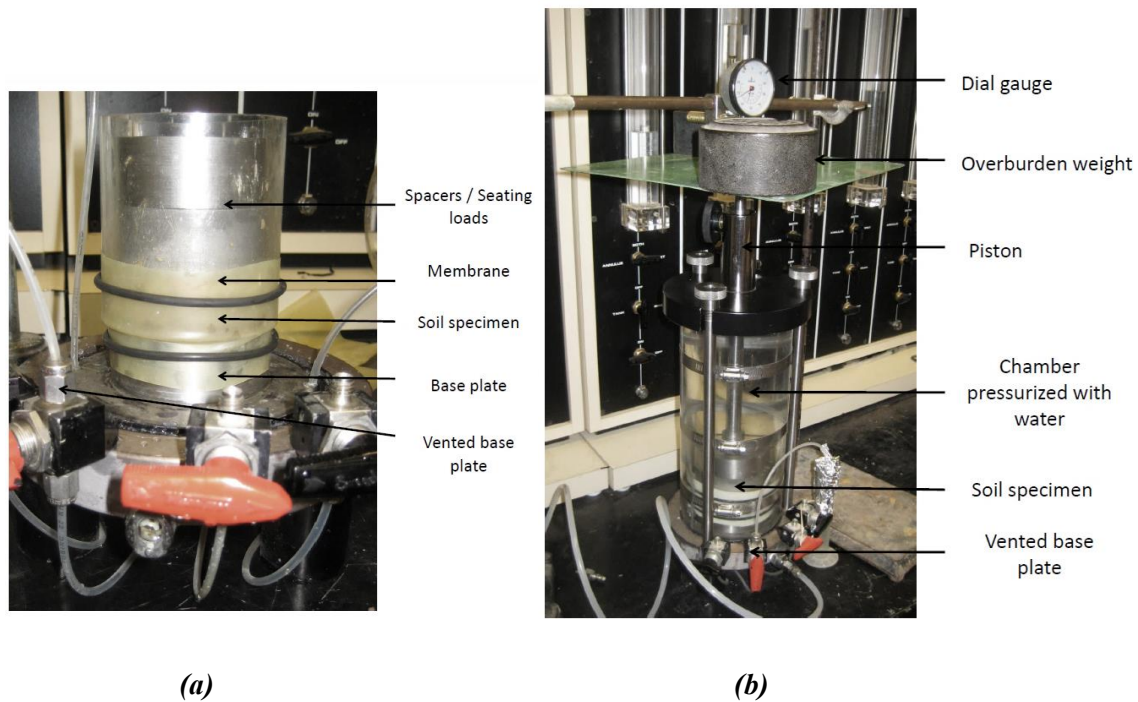 Spacers / Seating
loads
Membrane
Soil specimen
Base plate
Vented base
plate
(a)
Dial gauge
Overburden weight
Piston
Chamber
pressurized with
water
Soil specimen
Vented base
plate
(b)